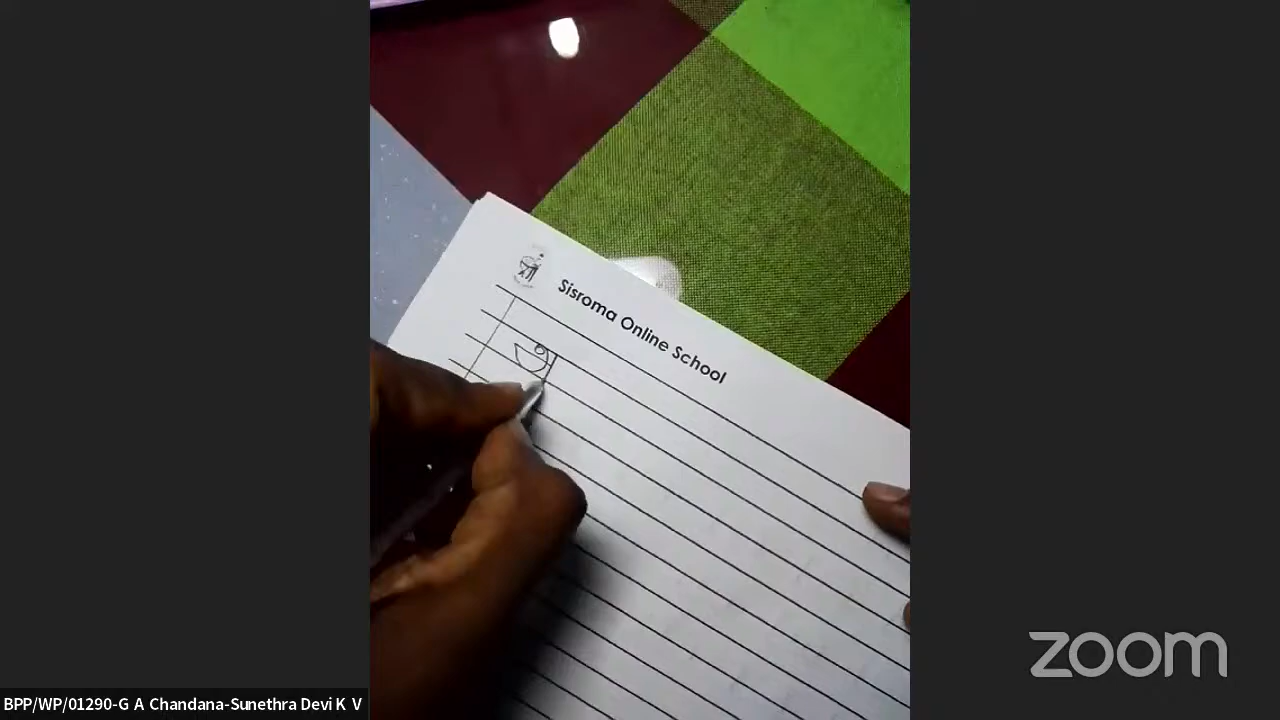 Sisroma Online School
BPP/WP/01290-G A Chandana-Sunethra Devi K V
zoom